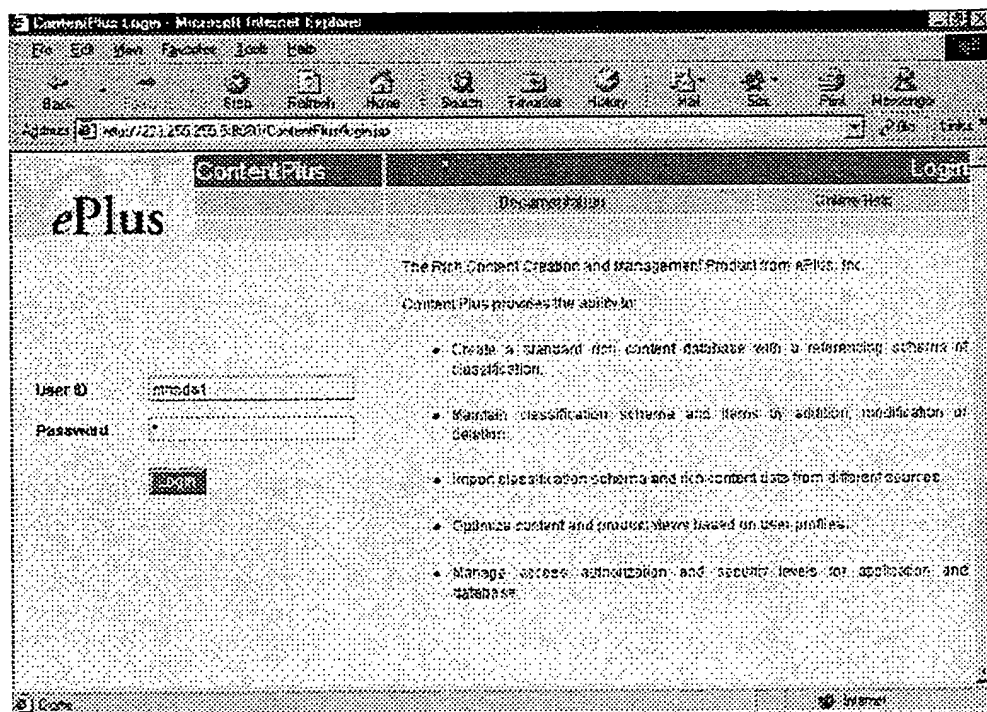 ContentPlus Login - Microsoft Internet Explorer
File Edit View Favorites Tools Help
Back Stop Refresh Home Search Favorites History Mail Size Print Messenger
Address Links
ContentPlus Login
ePlus
Documentation Online Help
The Rich Content Creation and Management Product from ePlus, Inc.
Content Plus provides the ability to:
• Create a standard rich content database with a referencing schema of
classification.
• Maintain classification schema and items by addition, modification or
deletion.
• Import classification schema and rich content data from different sources.
• Optimize content and product views based on user profiles.
• Manage access authorization and security levels for application and
database.
User ID
Password *
Login
Done Internet